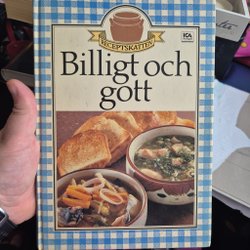 RECEPTSKATTEN
ICA
Billigt och
gott